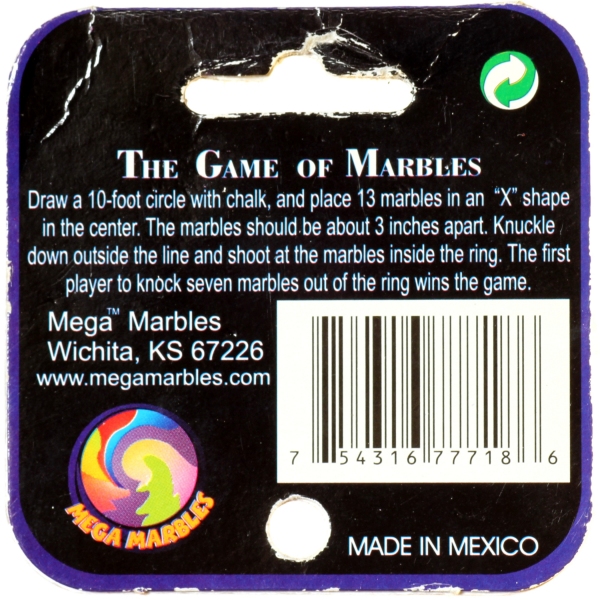 THE GAME OF MARBLES
Draw a 10-foot circle with chalk, and place 13 marbles in an “X” shape
in the center. The marbles should be about 3 inches apart. Knuckle
down outside the line and shoot at the marbles inside the ring. The first
player to knock seven marbles out of the ring wins the game.
Mega™ Marbles
Wichita, KS 67226
www.megamarbles.com
7 54316 77718 6
MEGA MARBLES
MADE IN MEXICO